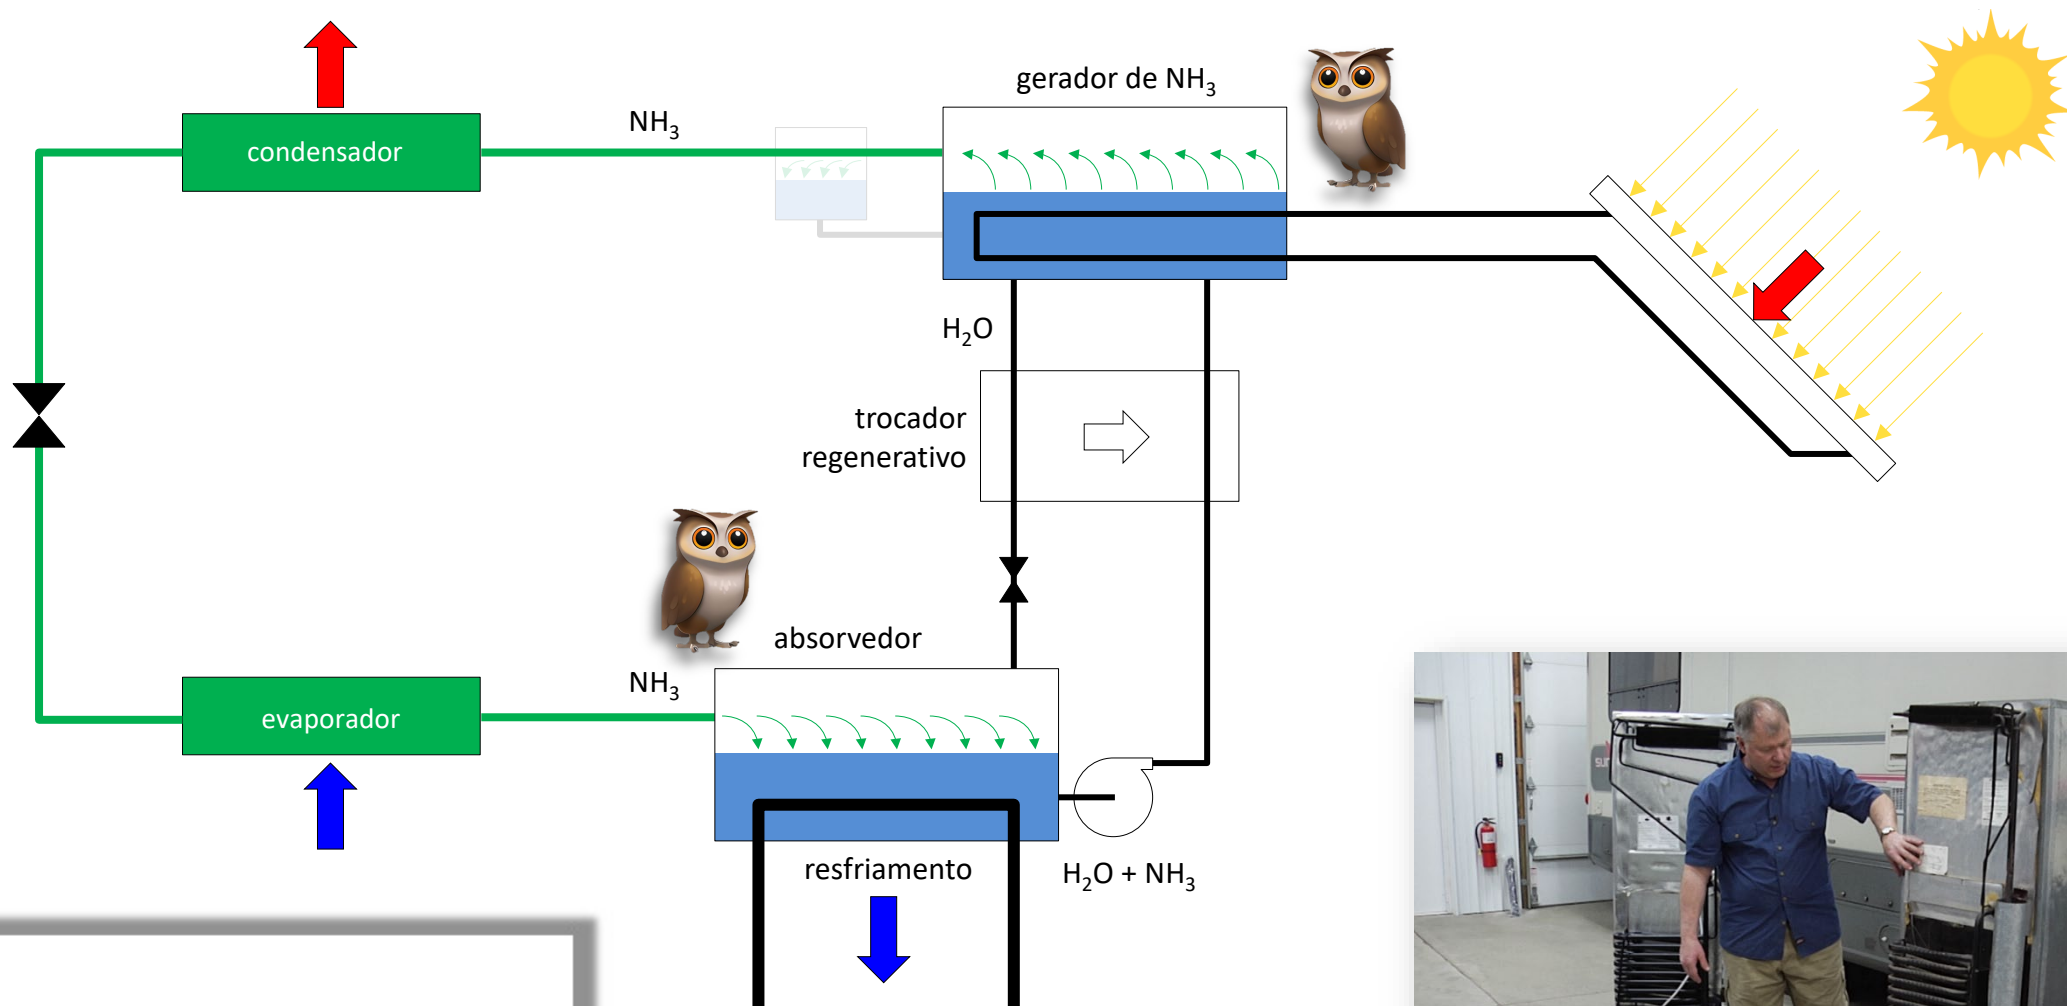 gerador de NH₃
NH₃
condensador
H₂O
trocador
regenerativo
absorvedor
NH₃
evaporador
resfriamento
H₂O + NH₃